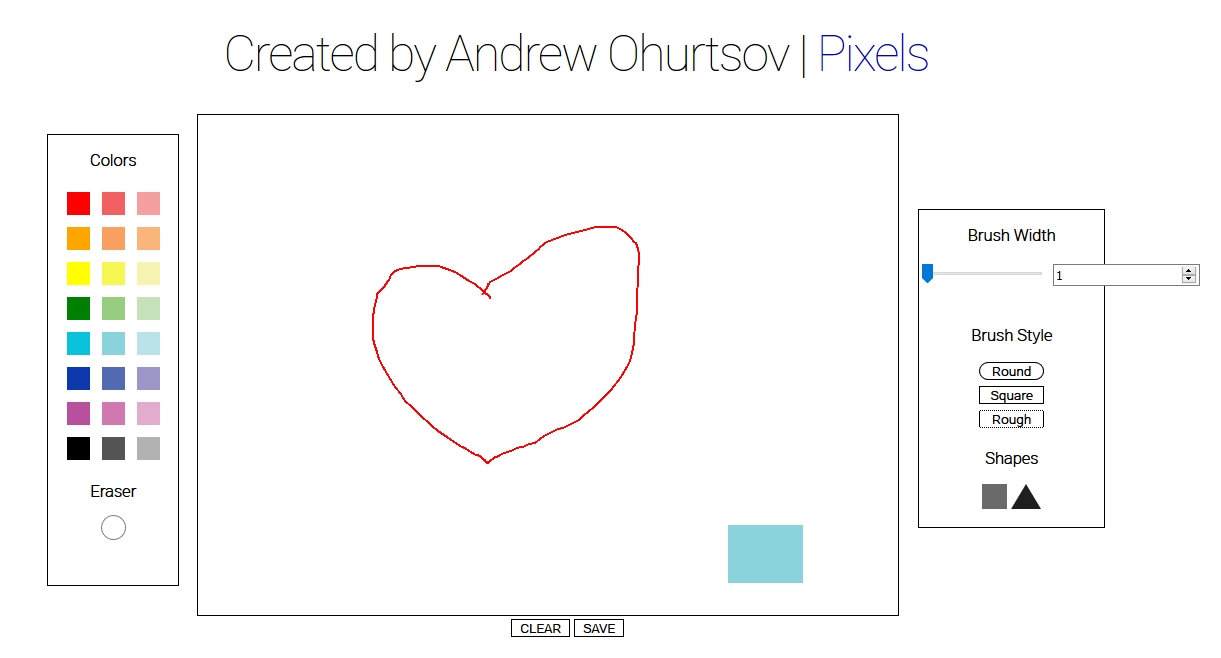 Created by Andrew Ohurtsov | Pixels
Colors
Eraser
Brush Width
1
Brush Style
Round
Square
Rough
Shapes
CLEAR SAVE